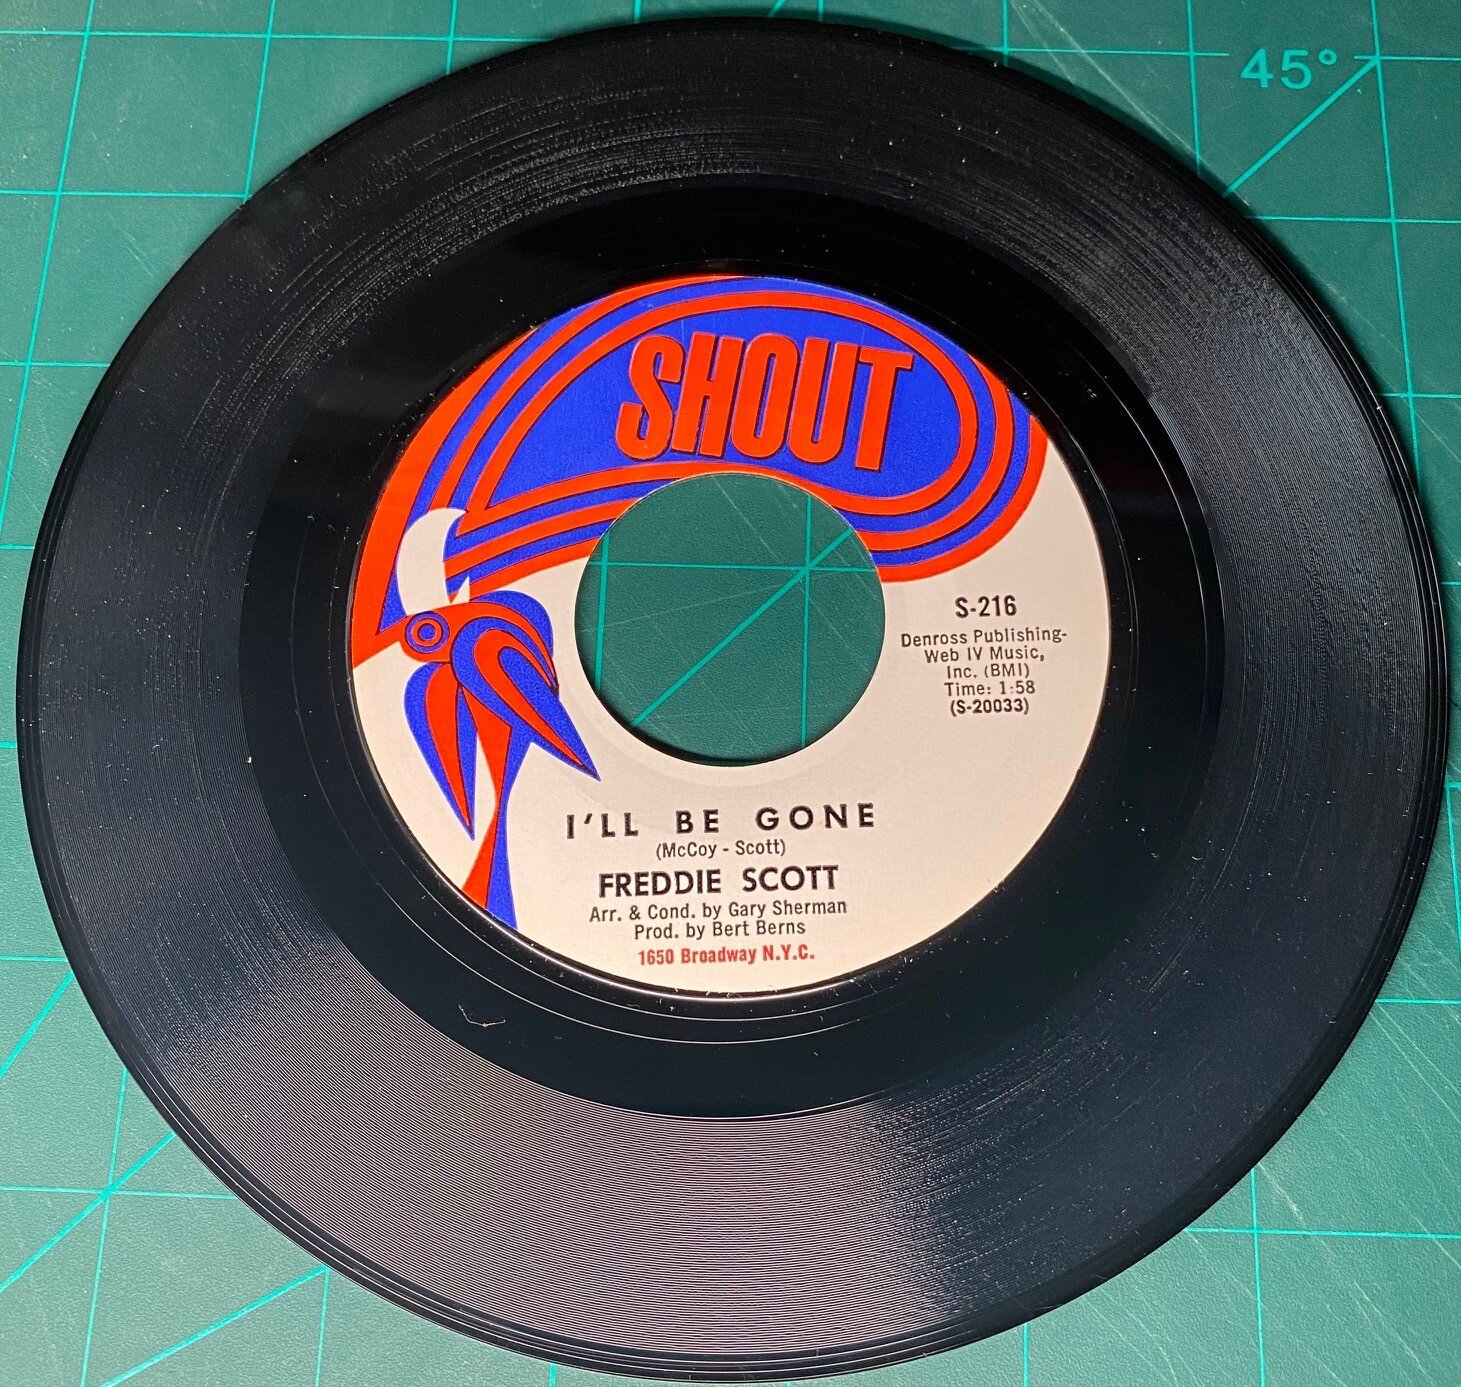 45°
SHOUT
S-216
Denross Publishing-
Web IV Music,
Inc. (BMI)
Time: 1:58
(S-20033)
I'LL BE GONE
(McCoy - Scott)
FREDDIE SCOTT
Arr. & Cond. by Gary Sherman
Prod. by Bert Berns
1650 Broadway N.Y.C.